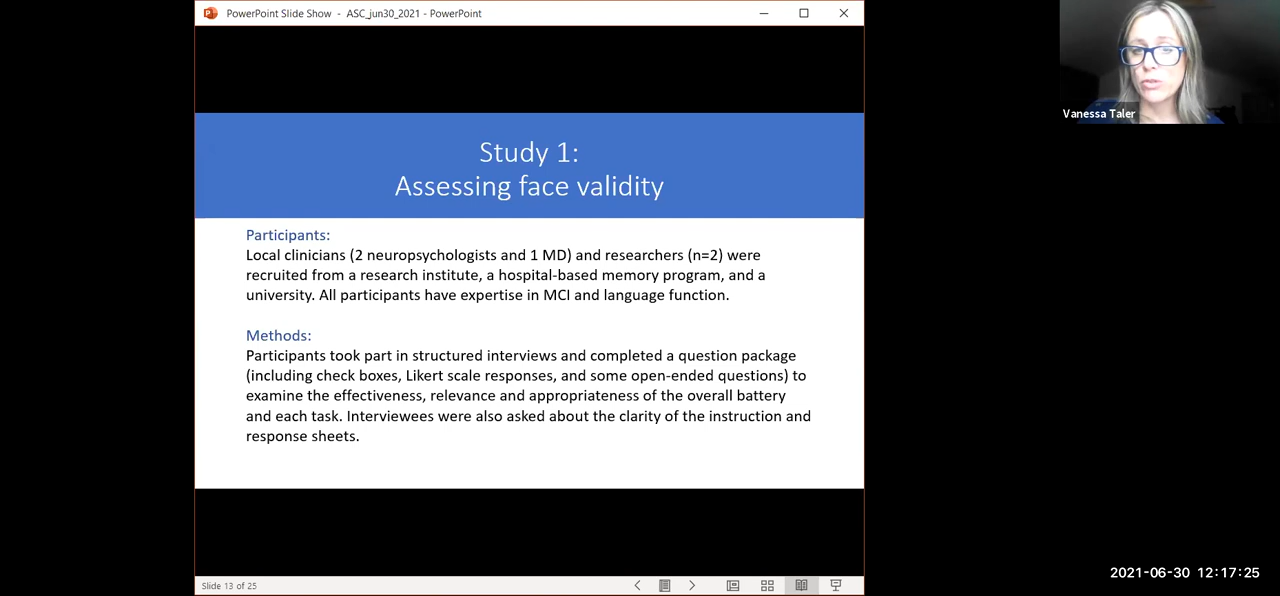 PowerPoint Slide Show - ASC_jun30_2021 - PowerPoint
Vanessa Taler
Study 1:
Assessing face validity
Participants:
Local clinicians (2 neuropsychologists and 1 MD) and researchers (n=2) were
recruited from a research institute, a hospital-based memory program, and a
university. All participants have expertise in MCI and language function.
Methods:
Participants took part in structured interviews and completed a question package
(including check boxes, Likert scale responses, and some open-ended questions) to
examine the effectiveness, relevance and appropriateness of the overall battery
and each task. Interviewees were also asked about the clarity of the instruction and
response sheets.
Slide 13 of 25
2021-06-30 12:17:25